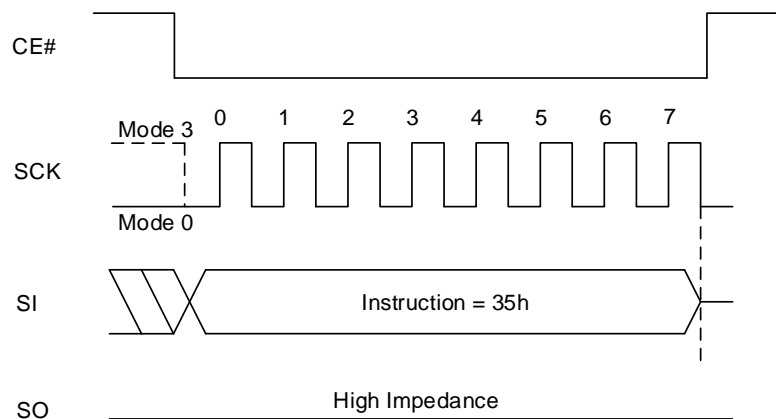 CE#
0 1 2 3 4 5 6 7
Mode 3
SCK
Mode 0
SI
Instruction = 35h
High Impedance
SO